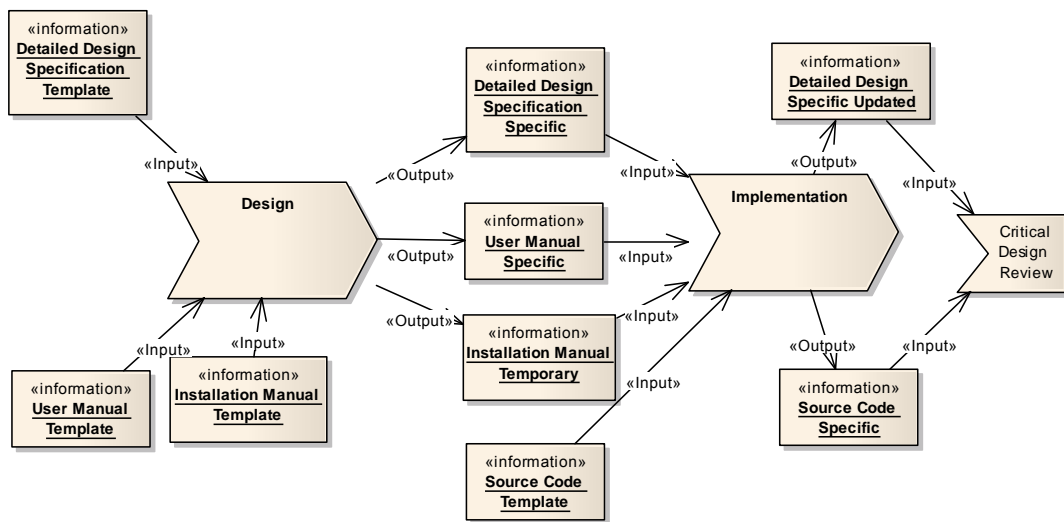 «information»
Detailed Design
Specification
Template
«Input»
Design
«Input»
«Input»
«information»
User Manual
Template
«information»
Installation Manual
Template
«Output»
«Output»
«Output»
«information»
Detailed Design
Specification
Specific
«information»
User Manual
Specific
«information»
Installation Manual
Temporary
«information»
Source Code
Template
«Input»
«Input»
«Input»
«Input»
Implementation
«Output»
«Output»
«information»
Detailed Design
Specific Updated
«information»
Source Code
Specific
«Input»
«Input»
Critical
Design
Review